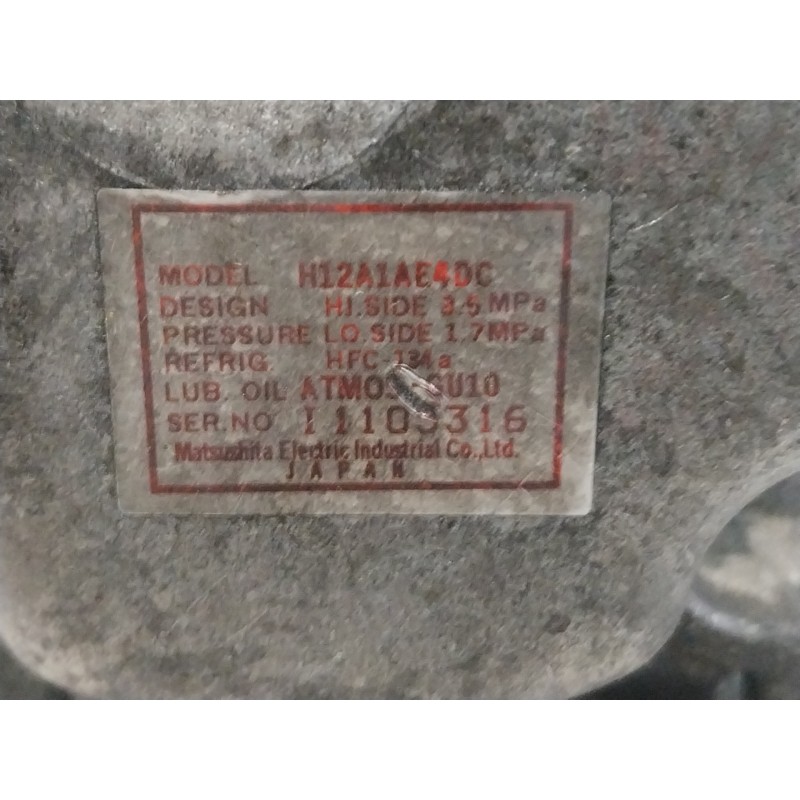 MODEL H12A1AE4DC
DESIGN HI.SIDE 3.5 MPa
PRESSURE LO.SIDE 1.7MPa
REFRIG. HFC-134a
LUB. OIL
SER.NO
Matsushita Electric Industrial Co.,Ltd.
JAPAN